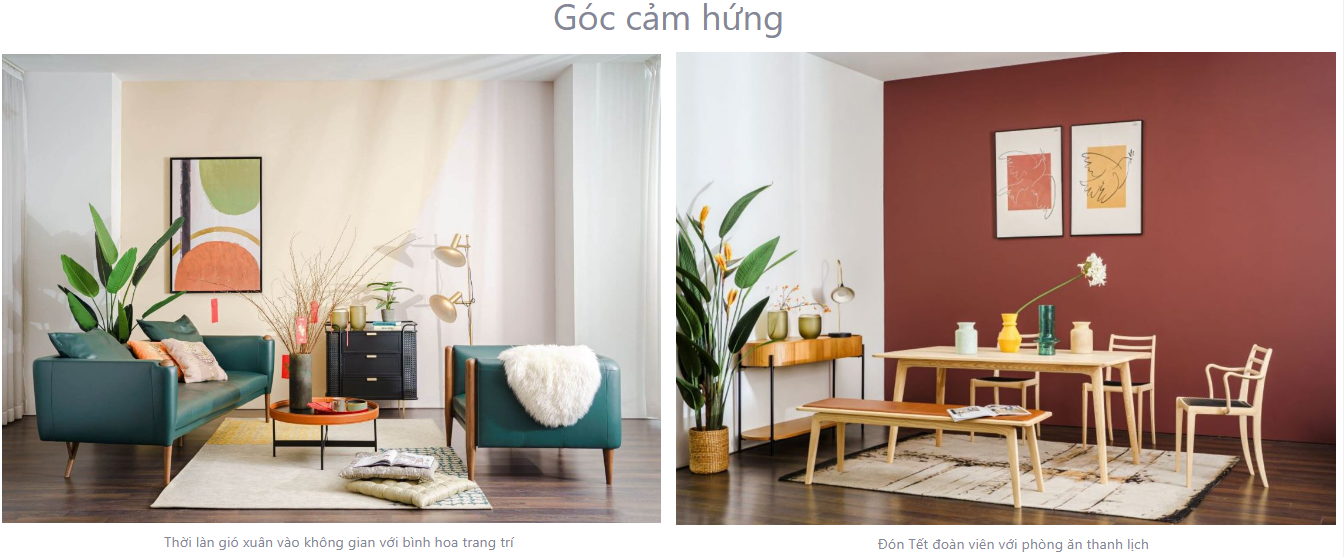 Góc cảm hứng
Thời làn gió xuân vào không gian với bình hoa trang trí
Đón Tết đoàn viên với phòng ăn thanh lịch